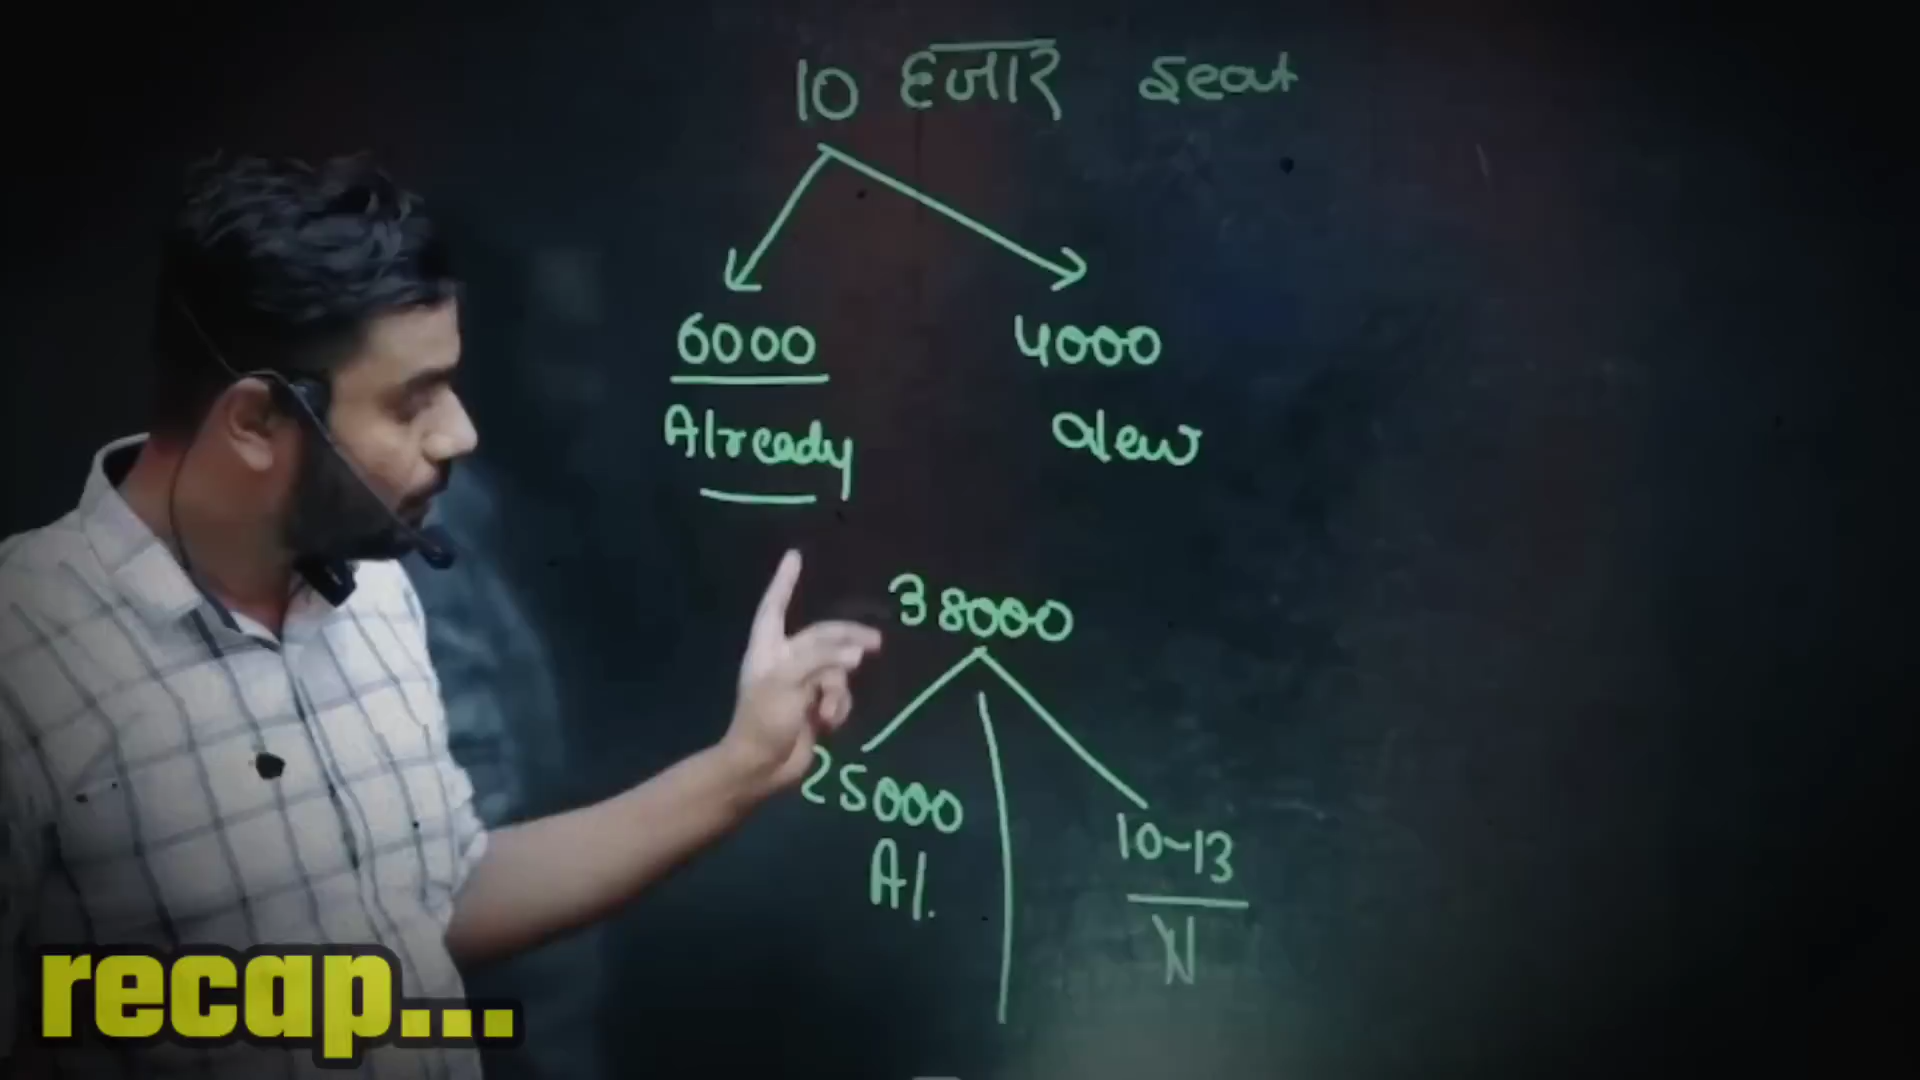 10 हजार Seat
6000 4000
Already New
38000
25000 10-13
Al. N
recap...